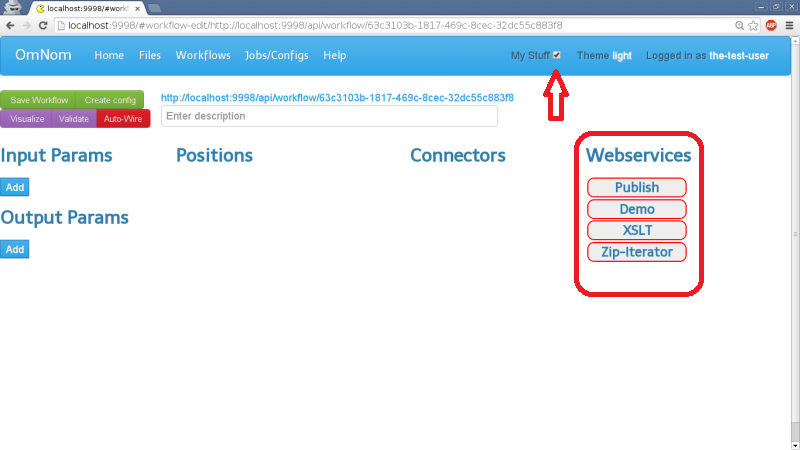 localhost:9998/#workf
localhost:9998/#workflow-edit/http://localhost:9998/api/workflow/63c3103b-1817-469c-8cec-32dc55c883f8
ABP
OmNom Home Files Workflows Jobs/Configs Help My Stuff Theme light Logged in as the-test-user
Save Workflow Create config
http://localhost:9998/api/workflow/63c3103b-1817-469c-8cec-32dc55c883f8
Visualize Validate Auto-Wire
Enter description
Input Params Positions Connectors Webservices
Add
Publish
Demo
Output Params
XSLT
Add
Zip-Iterator